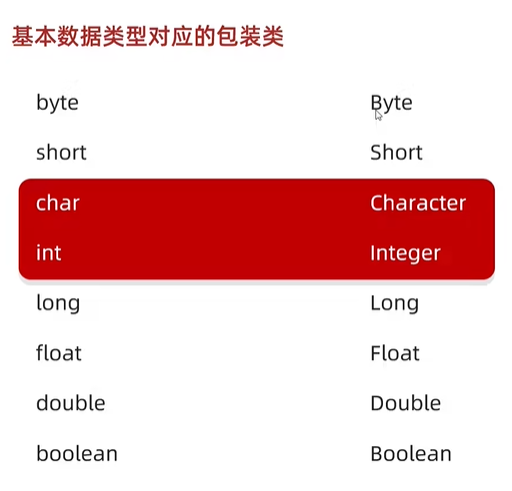 基本数据类型对应的包装类
byte Byte
short Short
char Character
int Integer
long Long
float Float
double Double
boolean Boolean